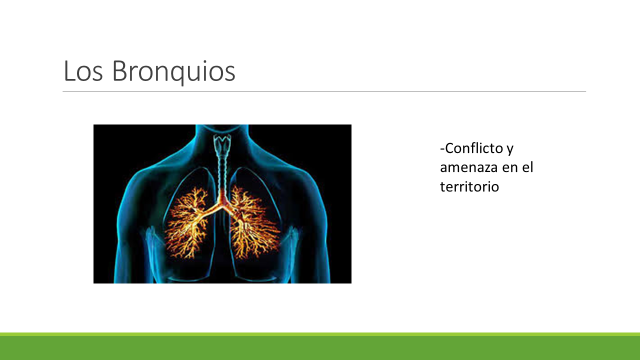 Los Bronquios
-Conflicto y
amenaza en el
territorio